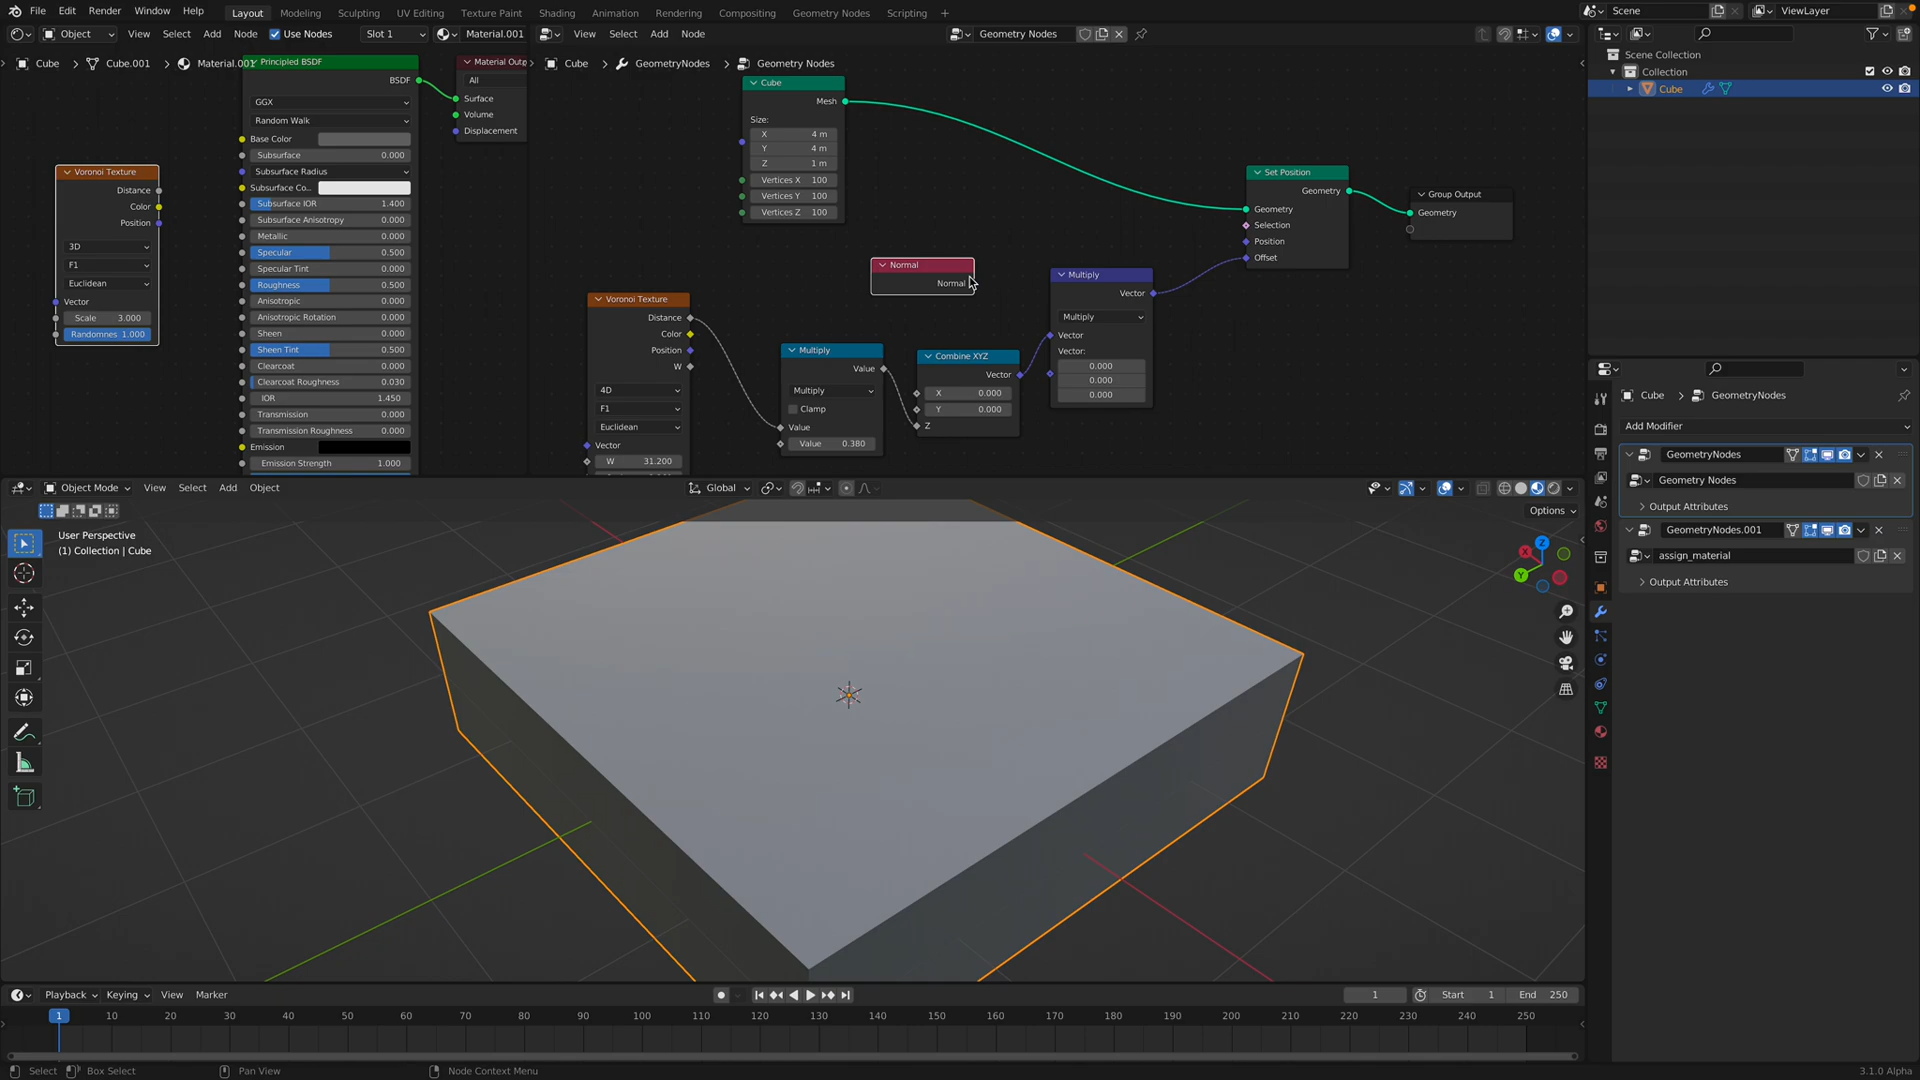 File Edit Render Window Help Layout Modeling Sculpting UV Editing Texture Paint Shading Animation Rendering Compositing Geometry Nodes Scripting + Scene ViewLayer
Object View Select Add Node Use Nodes Slot 1 Material.001
View Select Add Node Geometry Nodes
Cube > Cube.001 > Material.001
Principled BSDF
BSDF
GGX
Random Walk
Base Color
Subsurface 0.000
Subsurface Radius
Subsurface Co..
Subsurface IOR 1.400
Subsurface Anisotropy 0.000
Metallic 0.000
Specular 0.500
Specular Tint 0.000
Roughness 0.500
Anisotropic 0.000
Anisotropic Rotation 0.000
Sheen 0.000
Sheen Tint 0.500
Clearcoat 0.000
Clearcoat Roughness 0.030
IOR 1.450
Transmission 0.000
Transmission Roughness 0.000
Emission
Emission Strength 1.000
Voronoi Texture
Distance
Color
Position
3D
F1
Euclidean
Vector
Scale 3.000
Randomnes 1.000
Material Outp
All
Surface
Volume
Displacement
Cube > GeometryNodes > Geometry Nodes
Cube
Mesh
Size:
X 4 m
Y 4 m
Z 1 m
Vertices X 100
Vertices Y 100
Vertices Z 100
Normal
Normal
Voronoi Texture
Distance
Color
Position
W
4D
F1
Euclidean
Vector
W 31.200
Multiply
Value
Multiply
Clamp
Value
Value 0.380
Combine XYZ
Vector
X 0.000
Y 0.000
Z
Multiply
Vector
Multiply
Vector
Vector:
0.000
0.000
0.000
Set Position
Geometry
Geometry
Selection
Position
Offset
Group Output
Geometry
Scene Collection
Collection
Cube
Cube > GeometryNodes
Add Modifier
GeometryNodes
Geometry Nodes
Output Attributes
GeometryNodes.001
assign_material
Output Attributes
Object Mode View Select Add Object Global
Options
User Perspective
(1) Collection | Cube
Z
X
Y
Playback Keying View Marker 1 Start 1 End 250
1 10 20 30 40 50 60 70 80 90 100 110 120 130 140 150 160 170 180 190 200 210 220 230 240 250
Select Box Select Pan View Node Context Menu 3.1.0 Alpha